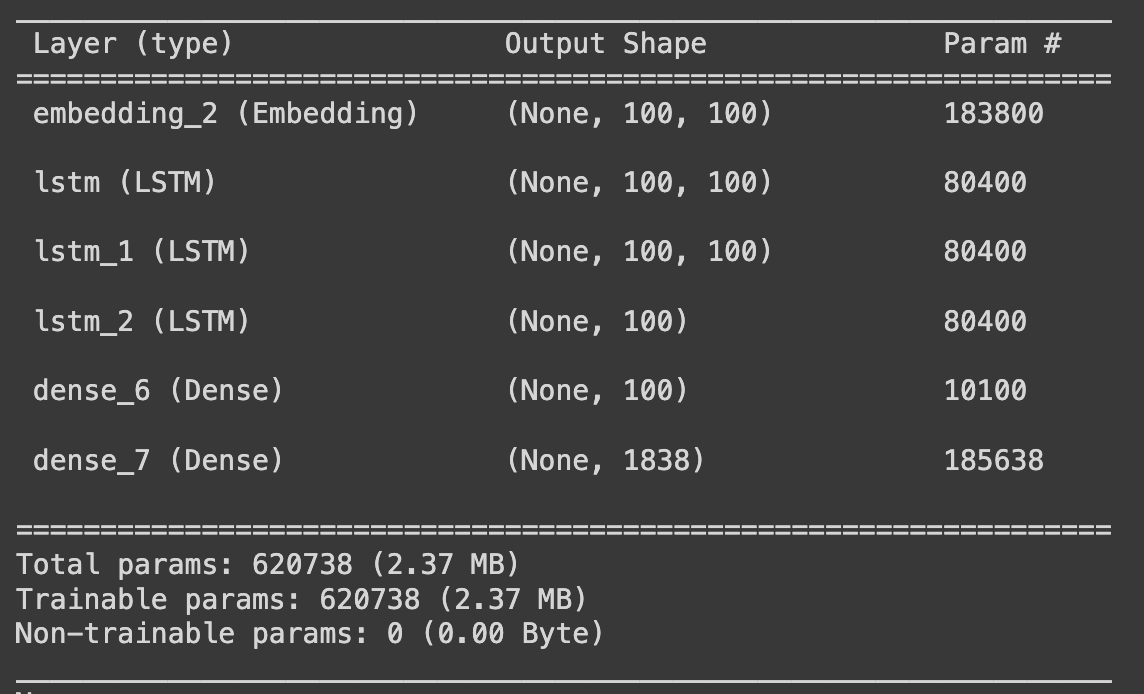 Layer (type) Output Shape Param #
=================================================================
embedding_2 (Embedding) (None, 100, 100) 183800
lstm (LSTM) (None, 100, 100) 80400
lstm_1 (LSTM) (None, 100, 100) 80400
lstm_2 (LSTM) (None, 100) 80400
dense_6 (Dense) (None, 100) 10100
dense_7 (Dense) (None, 1838) 185638
=================================================================
Total params: 620738 (2.37 MB)
Trainable params: 620738 (2.37 MB)
Non-trainable params: 0 (0.00 Byte)